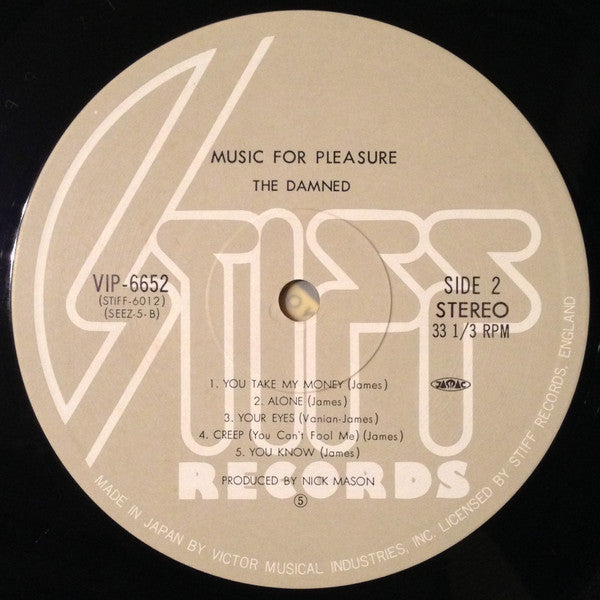 MUSIC FOR PLEASURE
THE DAMNED
STIFF
VIP-6652
(STIFF-6012)
(SEEZ-5-B)
SIDE 2
STEREO
33 1/3 RPM
JASRAC
1. YOU TAKE MY MONEY (James)
2. ALONE (James)
3. YOUR EYES (Vanian-James)
4. CREEP (You Can't Fool Me) (James)
5. YOU KNOW (James)
RECORDS
PRODUCED BY NICK MASON
⑤
MADE IN JAPAN BY VICTOR MUSICAL INDUSTRIES, INC. LICENSED BY STIFF RECORDS, ENGLAND